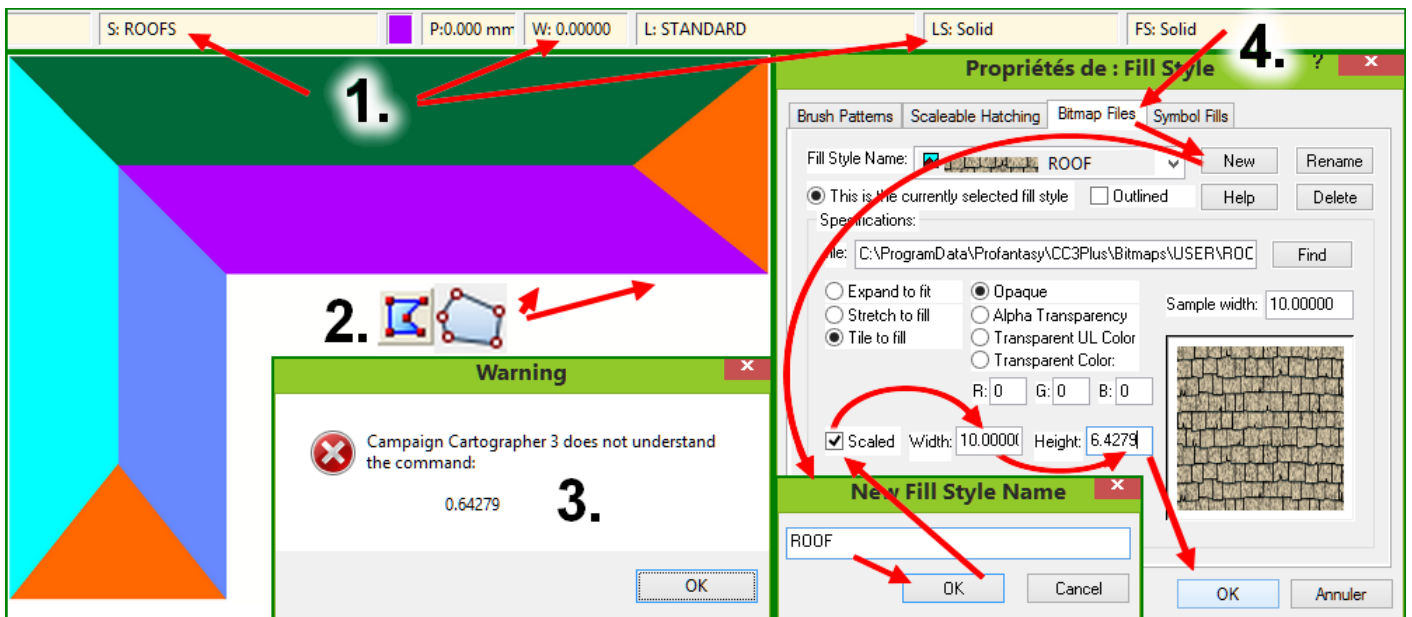 S: ROOFS
P:0.000 mm
W: 0.00000
L: STANDARD
LS: Solid
FS: Solid
1.
2.
Warning
Campaign Cartographer 3 does not understand
the command:
0.64279
3.
OK
4.
Propriétés de : Fill Style
? x
Brush Patterns
Scaleable Hatching
Bitmap Files
Symbol Fills
Fill Style Name:
ROOF
New
Rename
This is the currently selected fill style
Outlined
Help
Delete
Specifications:
File:
C:\ProgramData\Profantasy\CC3Plus\Bitmaps\USER\ROC
Find
Expand to fit
Opaque
Sample width: 10.00000
Stretch to fill
Alpha Transparency
Tile to fill
Transparent UL Color
Transparent Color:
R: 0 G: 0 B: 0
Scaled
Width: 10.0000(
Height: 6.4279
New Fill Style Name
ROOF
OK
Cancel
OK
Annuler